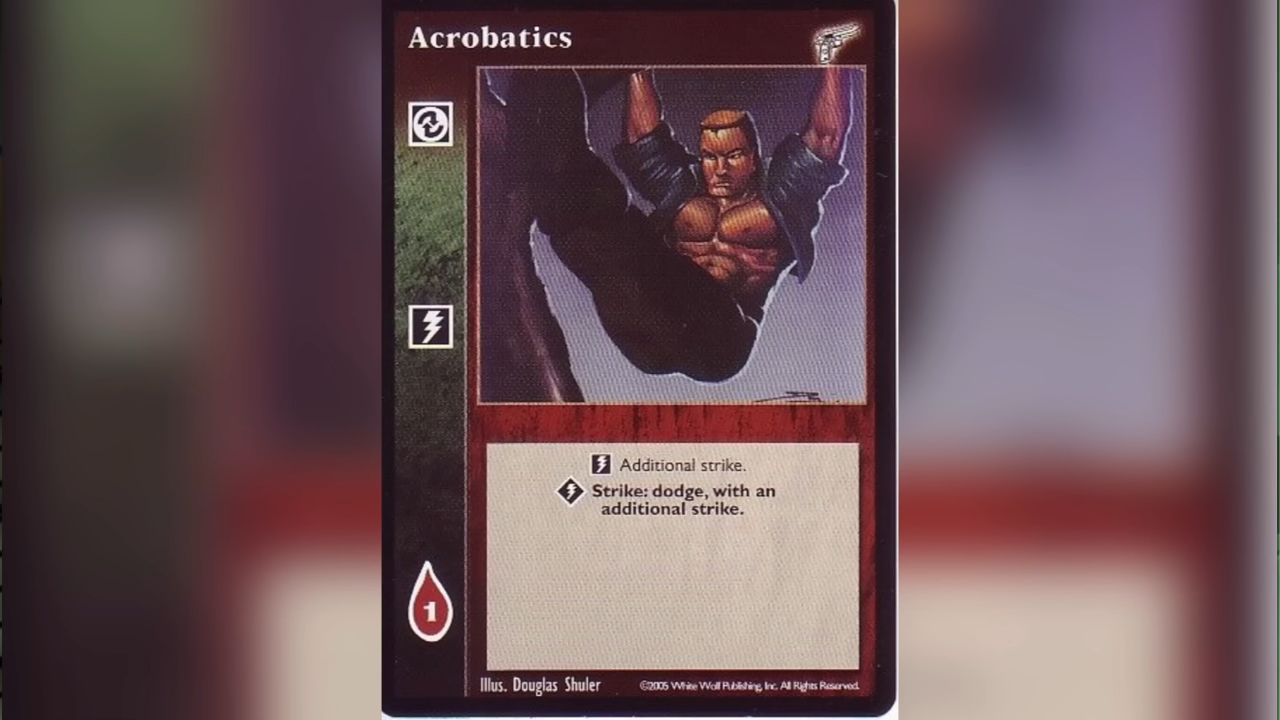 Acrobatics
Additional strike.
Strike: dodge, with an
additional strike.
1
Illus. Douglas Shuler
©2005 White Wolf Publishing, Inc. All Rights Reserved.